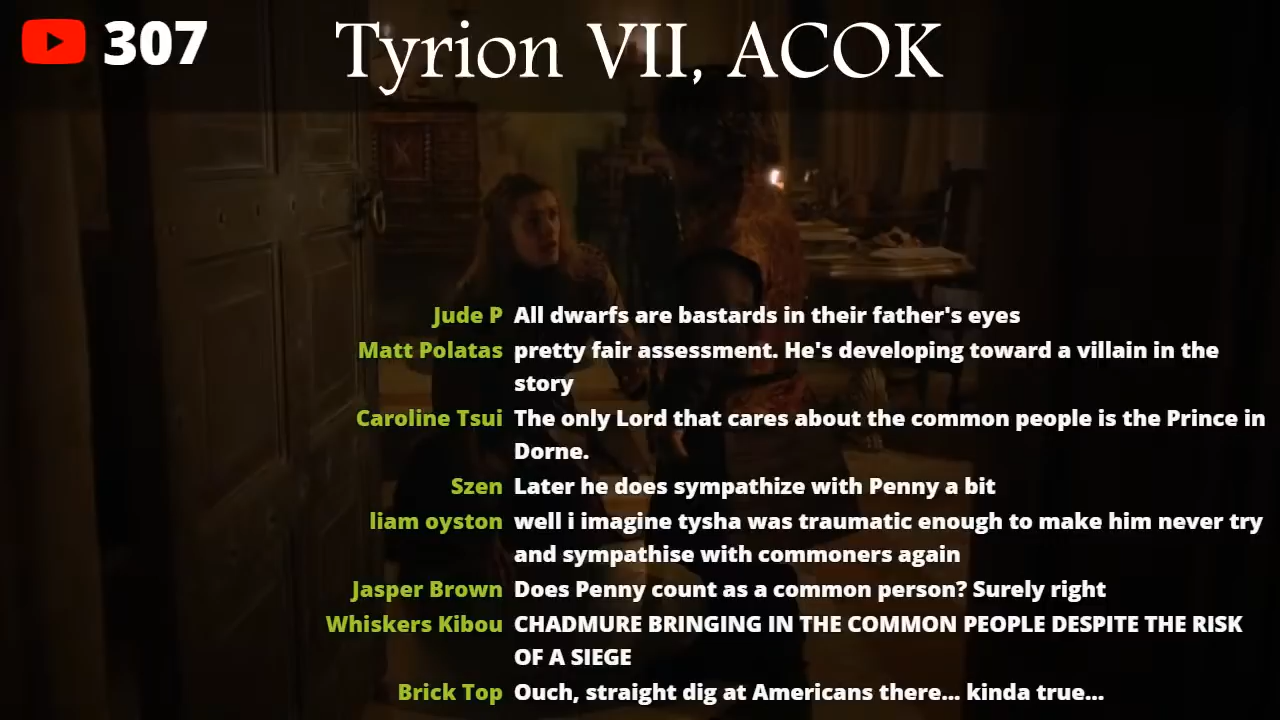 307
Tyrion VII, ACOK
Jude P All dwarfs are bastards in their father's eyes
Matt Polatas pretty fair assessment. He's developing toward a villain in the
story
Caroline Tsui The only Lord that cares about the common people is the Prince in
Dorne.
Szen Later he does sympathize with Penny a bit
liam oyston well i imagine tysha was traumatic enough to make him never try
and sympathise with commoners again
Jasper Brown Does Penny count as a common person? Surely right
Whiskers Kibou CHADMURE BRINGING IN THE COMMON PEOPLE DESPITE THE RISK
OF A SIEGE
Brick Top Ouch, straight dig at Americans there... kinda true...